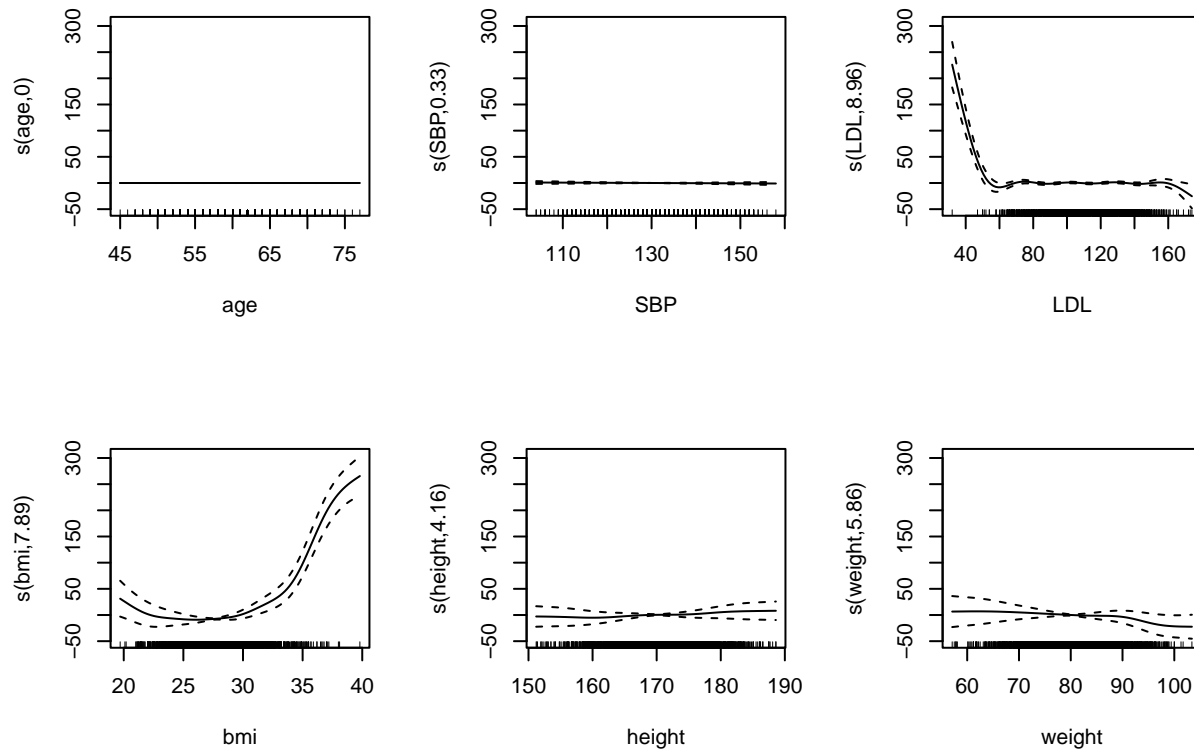 s(age,0)
−50 50 150 300
45 55 65 75
age
s(SBP,0.33)
−50 50 150 300
110 130 150
SBP
s(LDL,8.96)
−50 50 150 300
40 80 120 160
LDL
s(bmi,7.89)
−50 50 150 300
20 25 30 35 40
bmi
s(height,4.16)
−50 50 150 300
150 160 170 180 190
height
s(weight,5.86)
−50 50 150 300
60 70 80 90 100
weight